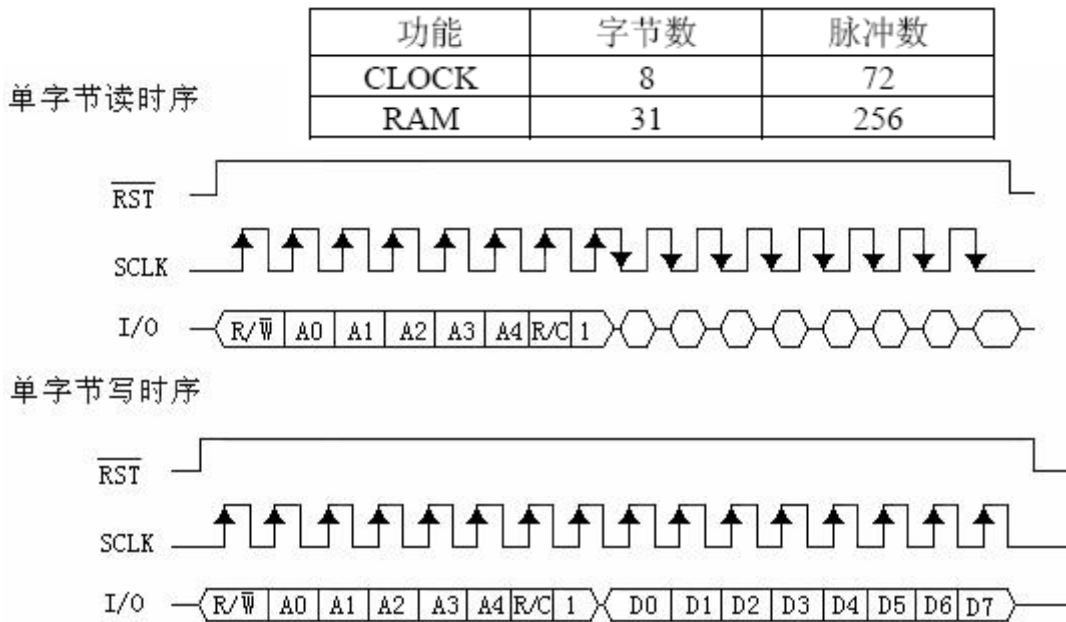 功能 字节数 脉冲数
CLOCK 8 72
RAM 31 256
单字节读时序
RST
SCLK
I/O R/W A0 A1 A2 A3 A4 R/C 1
单字节写时序
RST
SCLK
I/O R/W A0 A1 A2 A3 A4 R/C 1 D0 D1 D2 D3 D4 D5 D6 D7